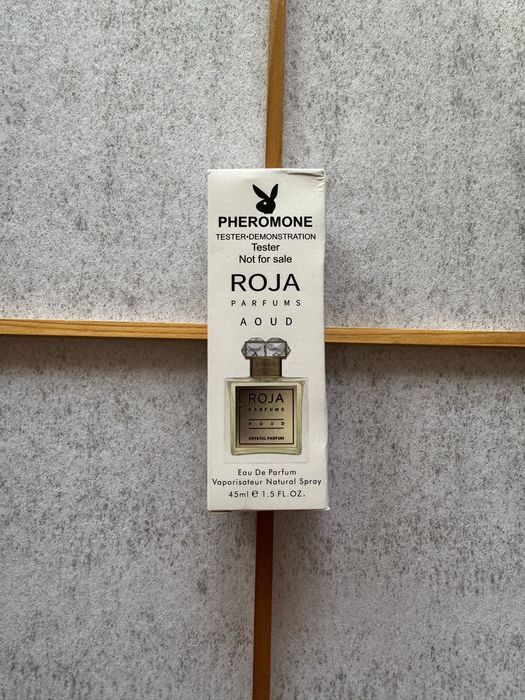 PHEROMONE
TESTER•DEMONSTRATION
Tester
Not for sale
ROJA
PARFUMS
AOUD
ROJA
PARFUMS
AOUD
CRYSTAL PARFUM
Eau De Parfum
Vaporisateur Natural Spray
45ml e 1.5 FL.OZ.